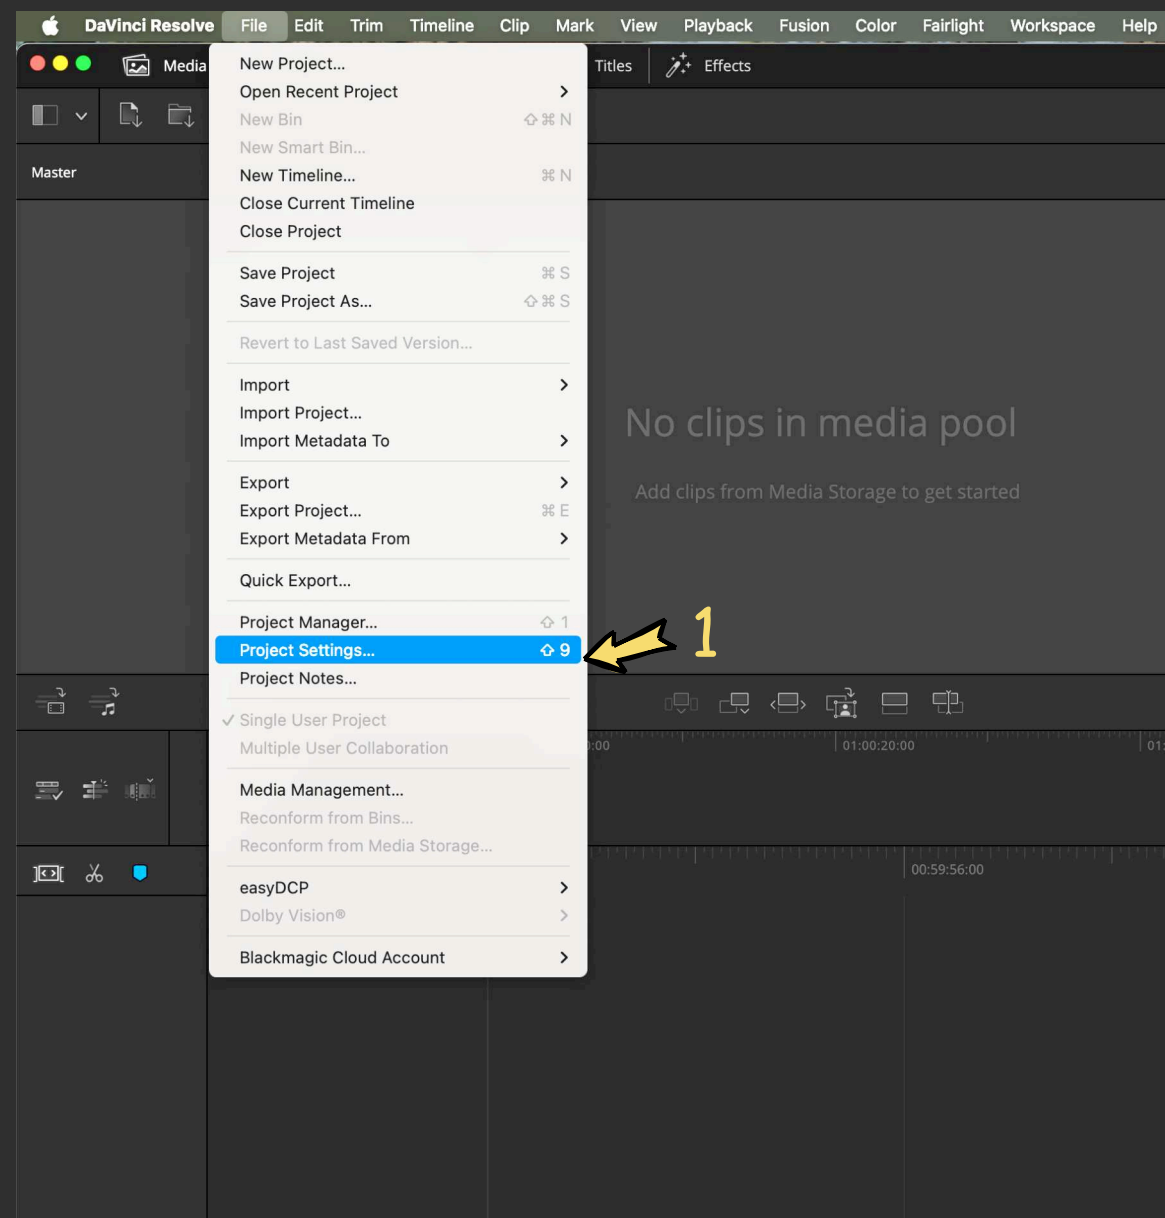 DaVinci Resolve File Edit Trim Timeline Clip Mark View Playback Fusion Color Fairlight Workspace Help
Media Titles Effects
Master
New Project...
Open Recent Project
New Bin ⇧⌘N
New Smart Bin...
New Timeline... ⌘N
Close Current Timeline
Close Project
Save Project ⌘S
Save Project As... ⇧⌘S
Revert to Last Saved Version...
Import
Import Project...
Import Metadata To
Export
Export Project... ⌘E
Export Metadata From
Quick Export...
Project Manager... ⇧1
Project Settings... ⇧9
Project Notes...
✓ Single User Project
Multiple User Collaboration
Media Management...
Reconform from Bins...
Reconform from Media Storage...
easyDCP
Dolby Vision®
Blackmagic Cloud Account
No clips in media pool
Add clips from Media Storage to get started
1
01:00:20:00
00:59:56:00